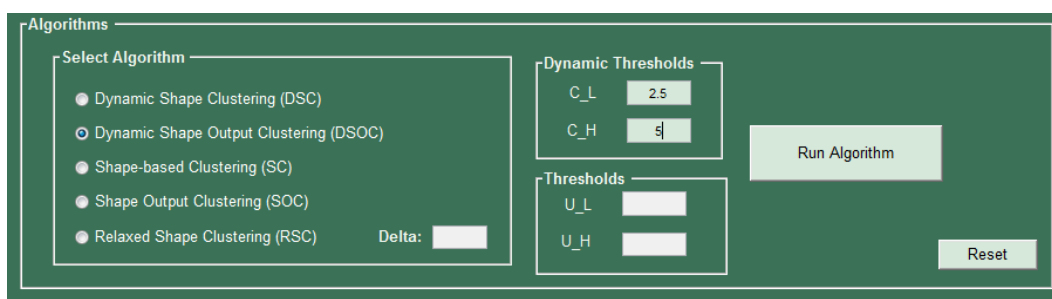 Algorithms
Select Algorithm
Dynamic Shape Clustering (DSC)
Dynamic Shape Output Clustering (DSOC)
Shape-based Clustering (SC)
Shape Output Clustering (SOC)
Relaxed Shape Clustering (RSC) Delta:
Dynamic Thresholds
C_L 2.5
C_H 5
Thresholds
U_L
U_H
Run Algorithm
Reset